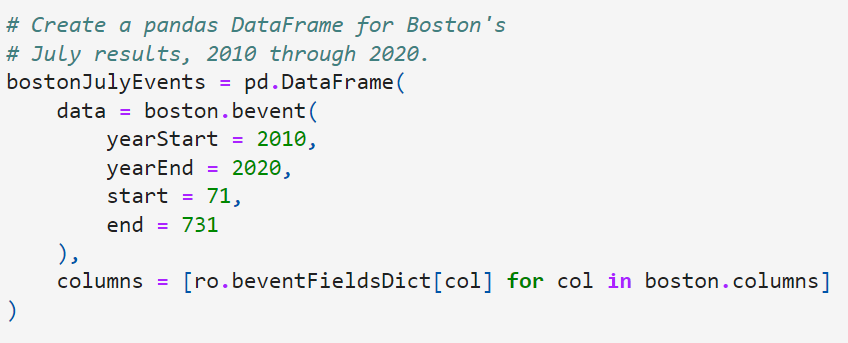 # Create a pandas DataFrame for Boston's
# July results, 2010 through 2020.
bostonJulyEvents = pd.DataFrame(
    data = boston.bevent(
        yearStart = 2010,
        yearEnd = 2020,
        start = 71,
        end = 731
    ),
    columns = [ro.beventFieldsDict[col] for col in boston.columns]
)